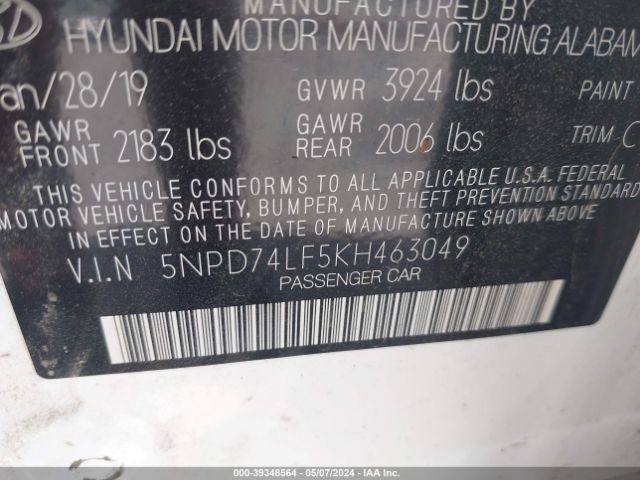 MANUFACTURED BY
HYUNDAI MOTOR MANUFACTURING ALABAM
an/28/19 GVWR 3924 lbs PAINT
GAWR FRONT 2183 lbs GAWR REAR 2006 lbs TRIM C
THIS VEHICLE CONFORMS TO ALL APPLICABLE U.S.A. FEDERAL
MOTOR VEHICLE SAFETY, BUMPER, AND THEFT PREVENTION STANDARD
IN EFFECT ON THE DATE OF MANUFACTURE SHOWN ABOVE.
V.I.N 5NPD74LF5KH463049
PASSENGER CAR
000-39348564 — 05/07/2024 — IAA Inc.